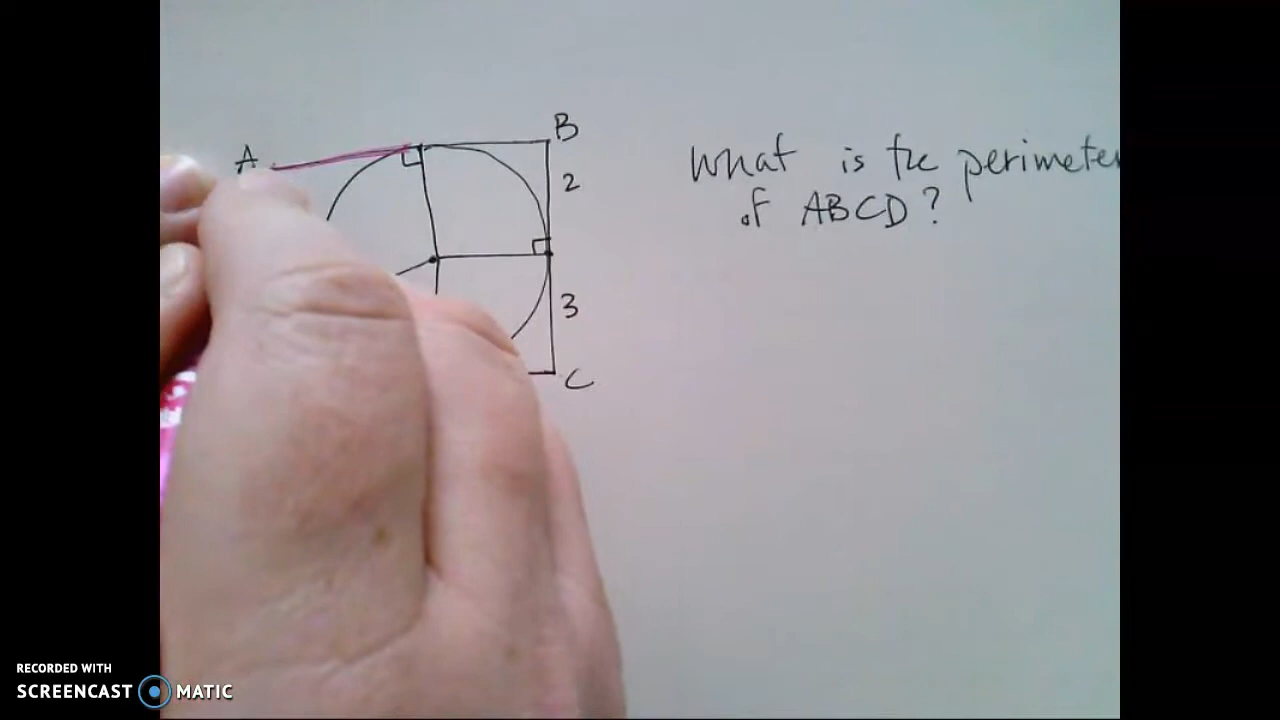 A
B
2
3
C
What is the perimeter
of ABCD?
RECORDED WITH
SCREENCAST MATIC